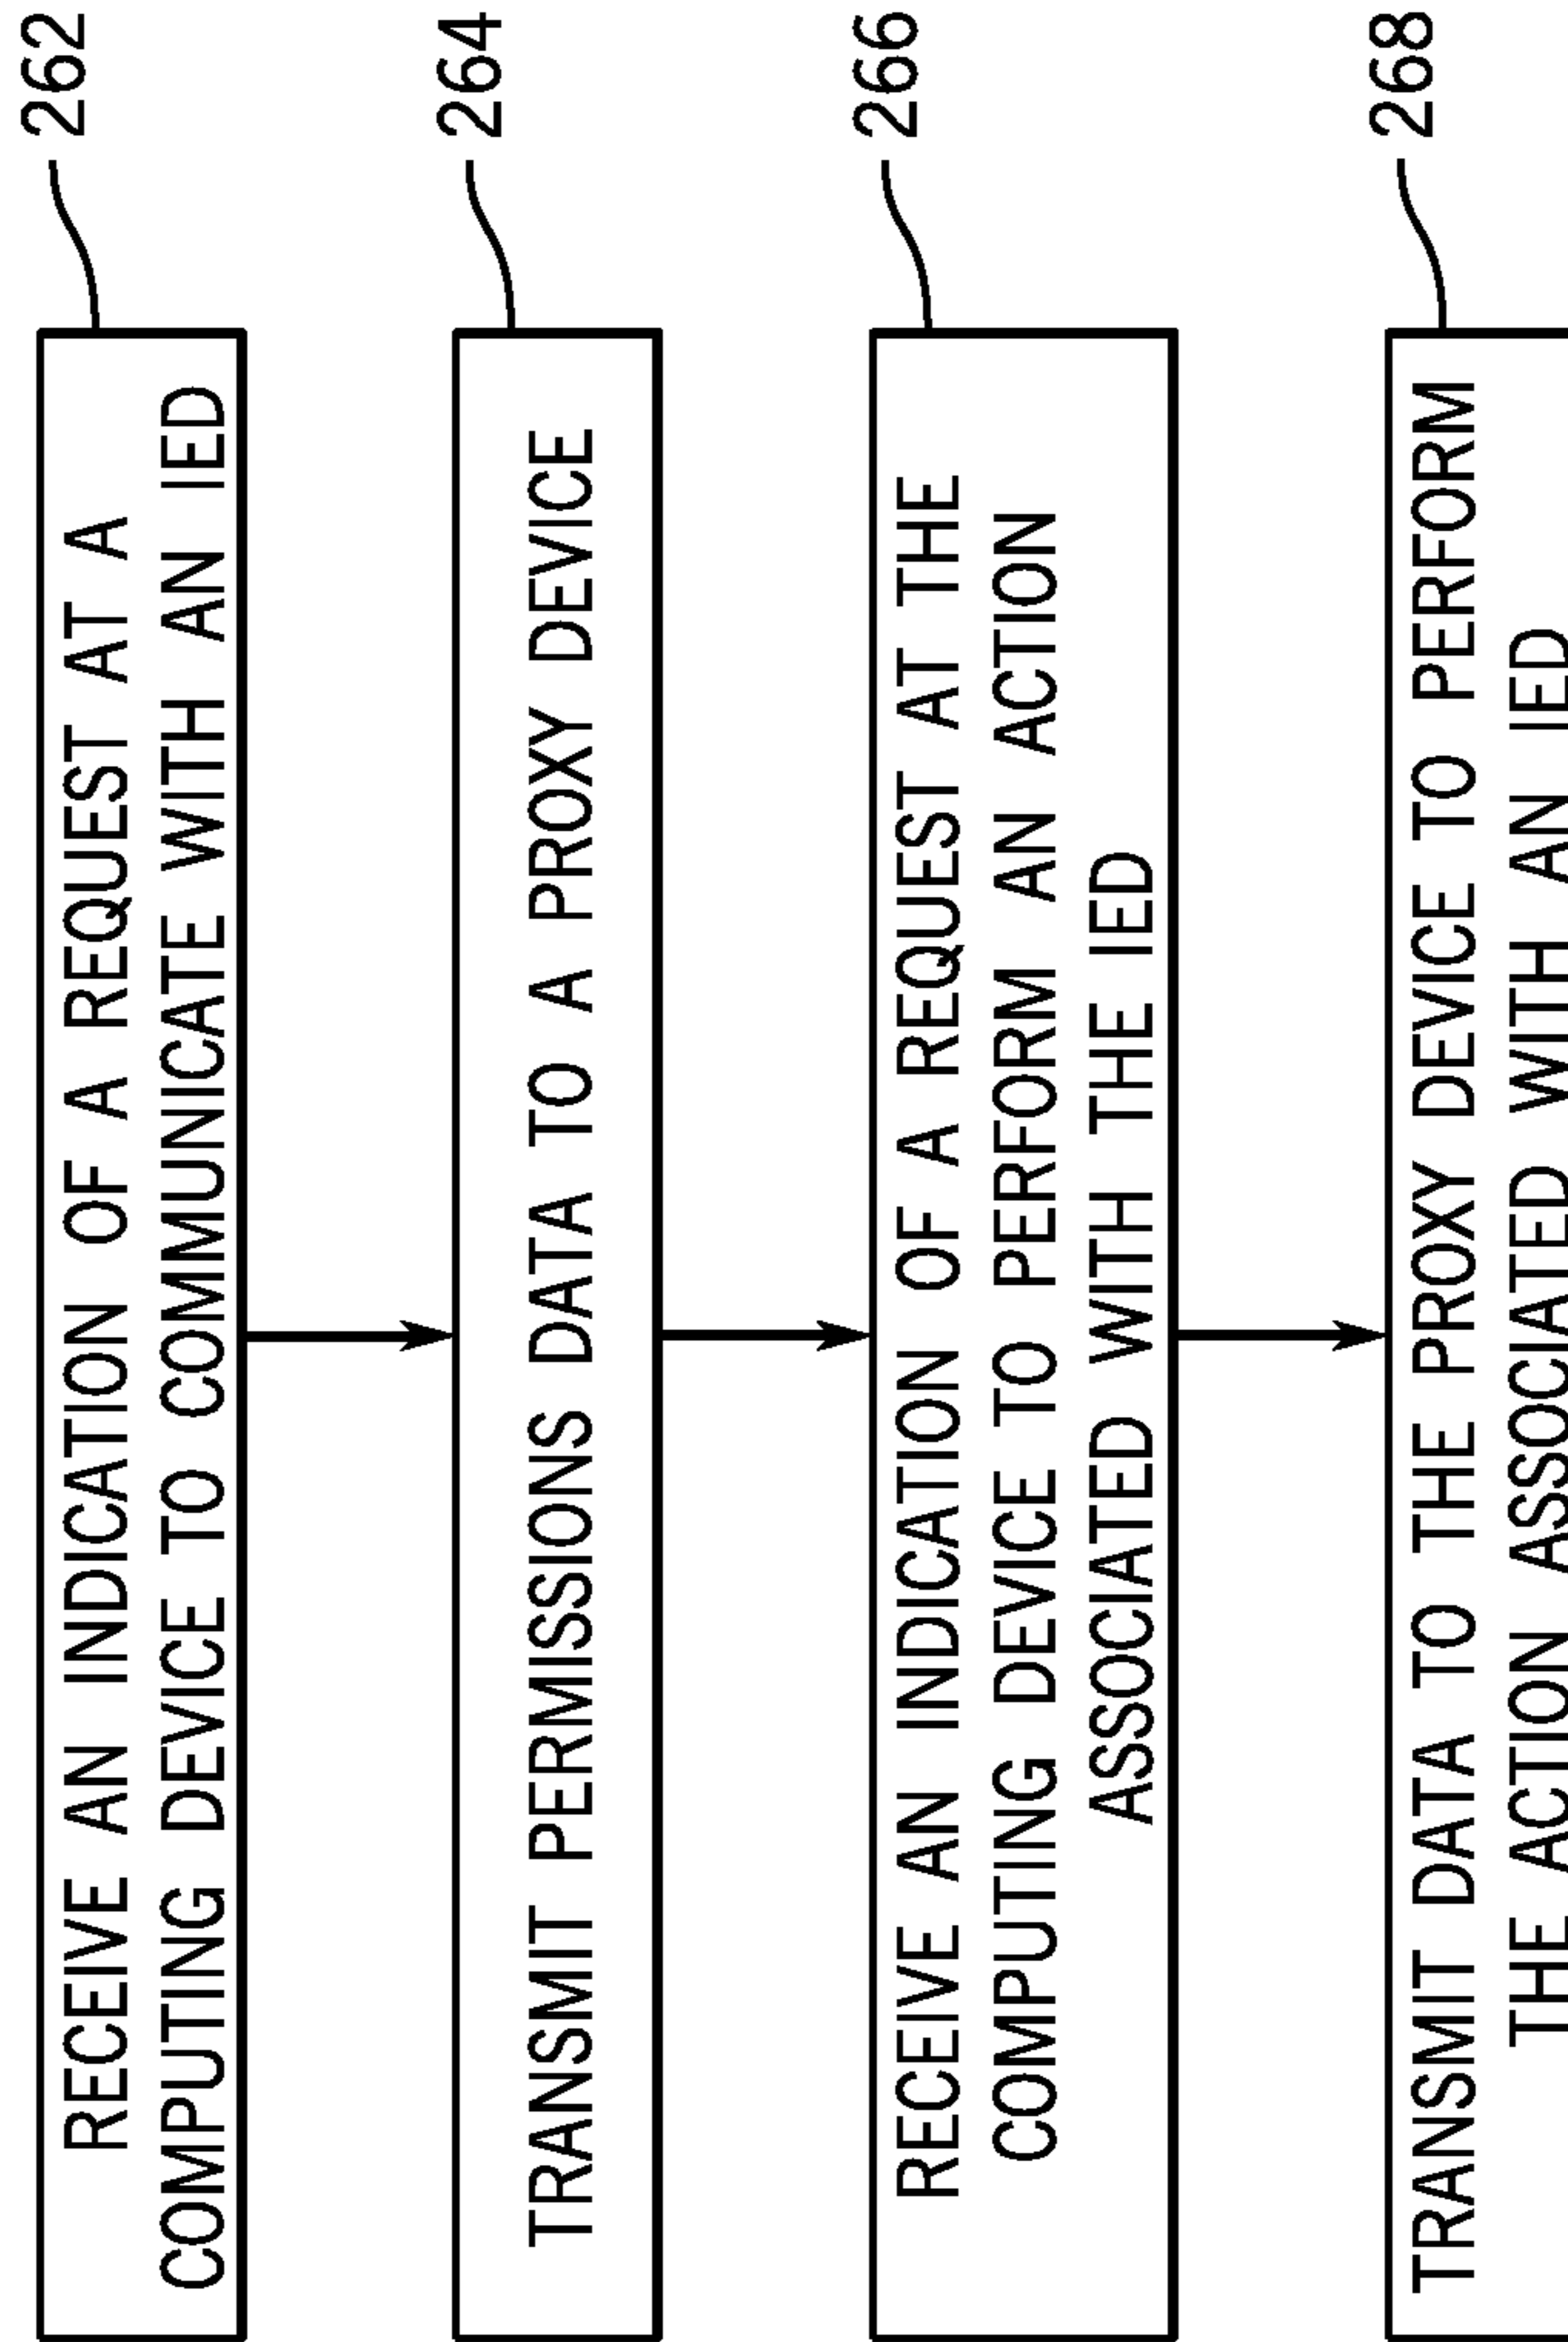 262
RECEIVE AN INDICATION OF A REQUEST AT A
COMPUTING DEVICE TO COMMUNICATE WITH AN IED
264
TRANSMIT PERMISSIONS DATA TO A PROXY DEVICE
266
RECEIVE AN INDICATION OF A REQUEST AT THE
COMPUTING DEVICE TO PERFORM AN ACTION
ASSOCIATED WITH THE IED
268
TRANSMIT DATA TO THE PROXY DEVICE TO PERFORM
THE ACTION ASSOCIATED WITH AN IED